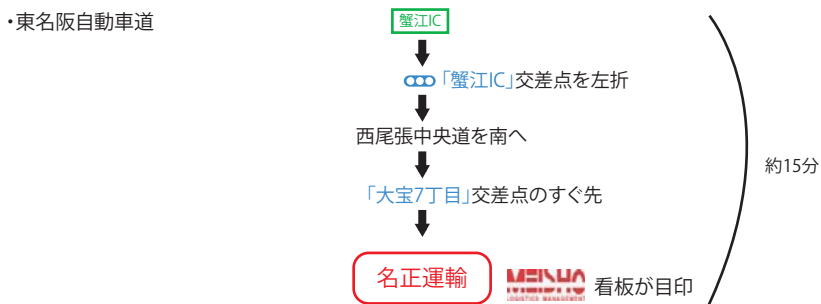 ・東名阪自動車道
蟹江IC
「蟹江IC」交差点を左折
西尾張中央道を南へ
約15分
「大宝7丁目」交差点のすぐ先
名正運輸
MEISHO
LOGISTICS MANAGEMENT
看板が目印